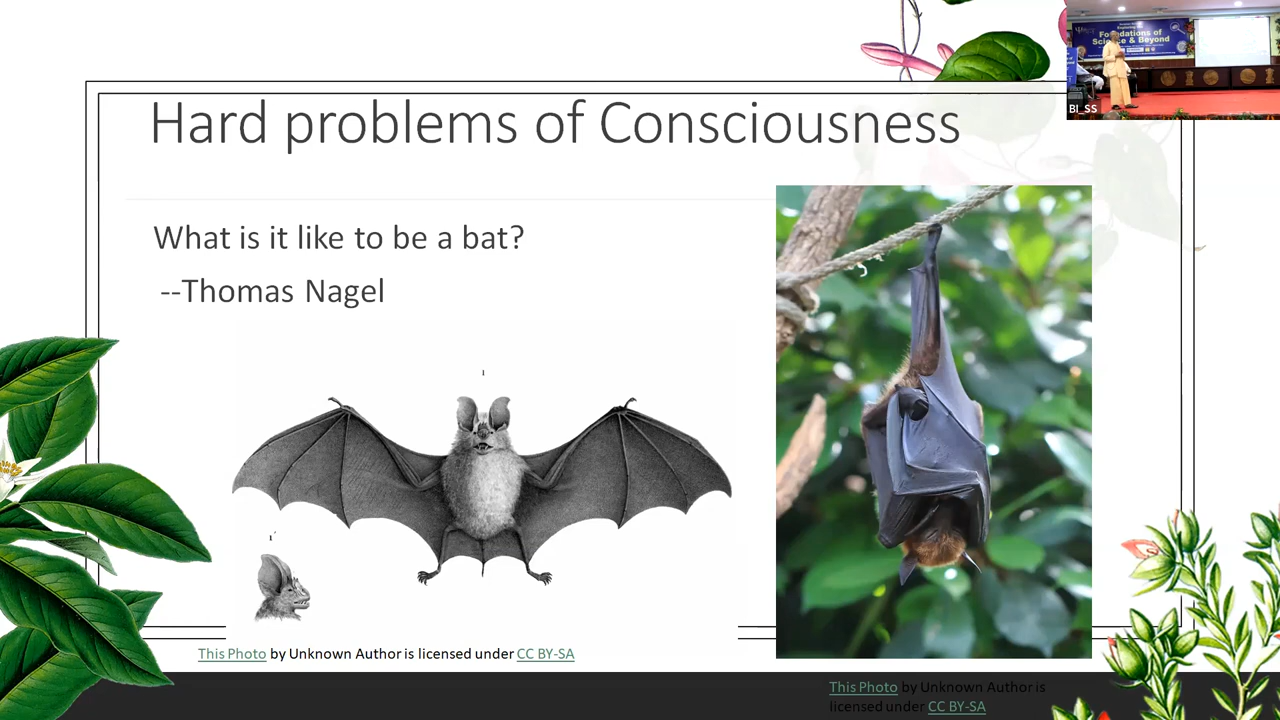 Foundations of
Science & Beyond
BI_SS
Hard problems of Consciousness
What is it like to be a bat?
--Thomas Nagel
This Photo by Unknown Author is licensed under CC BY-SA
This Photo by Unknown Author is
licensed under CC BY-SA